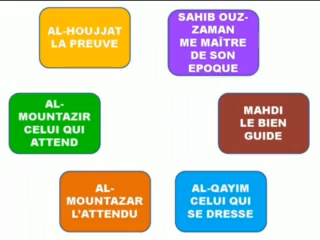 AL-HOUJJAT
LA PREUVE
SAHIB OUZ-
ZAMAN
ME MAÎTRE
DE SON
EPOQUE
AL-
MOUNTAZIR
CELUI QUI
ATTEND
MAHDI
LE BIEN
GUIDE
AL-
MOUNTAZAR
L'ATTENDU
AL-QAYIM
CELUI QUI
SE DRESSE